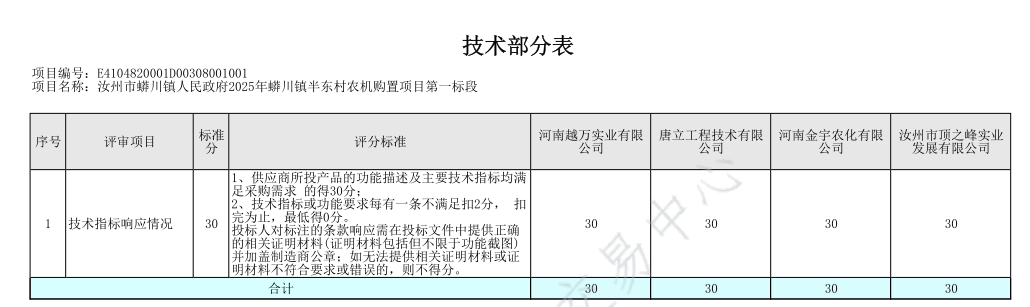 技术部分表
项目编号：E4104820001D00308001001
项目名称：汝州市蟒川镇人民政府2025年蟒川镇半东村农机购置项目第一标段
序号 评审项目 标准分 评分标准 河南越万实业有限公司 唐立工程技术有限公司 河南金宇农化有限公司 汝州市顶之峰实业发展有限公司
1、供应商所投产品的功能描述及主要技术指标均满
足采购需求 的得30分；
2、技术指标或功能要求每有一条不满足扣2分， 扣
完为止，最低得0分。
投标人对标注的条款响应需在投标文件中提供正确
的相关证明材料(证明材料包括但不限于功能截图)
并加盖制造商公章；如无法提供相关证明材料或证
明材料不符合要求或错误的，则不得分。
1 技术指标响应情况 30 30 30 30 30
合计 30 30 30 30
交易中心